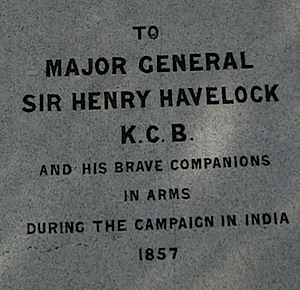 TO
MAJOR GENERAL
SIR HENRY HAVELOCK
K.C.B.
AND HIS BRAVE COMPANIONS
IN ARMS
DURING THE CAMPAIGN IN INDIA
1857